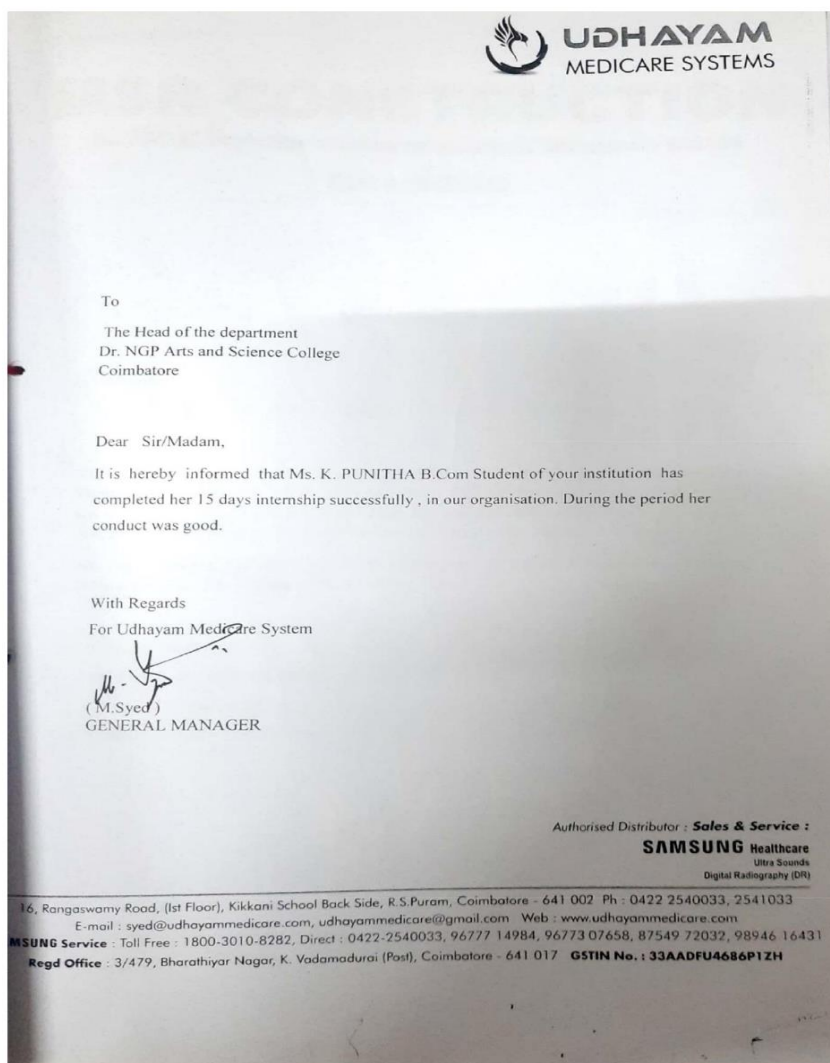 UDHAYAM
MEDICARE SYSTEMS
To
The Head of the department
Dr. NGP Arts and Science College
Coimbatore
Dear Sir/Madam,
It is hereby informed that Ms. K. PUNITHA B.Com Student of your institution has
completed her 15 days internship successfully , in our organisation. During the period her
conduct was good.
With Regards
For Udhayam Medicare System
( M.Syed )
GENERAL MANAGER
Authorised Distributor : Sales & Service :
SAMSUNG Healthcare
Ultra Sounds
Digital Radiography (DR)
16, Rangaswamy Road, (Ist Floor), Kikkani School Back Side, R.S.Puram, Coimbatore - 641 002 Ph : 0422 2540033, 2541033
E-mail : syed@udhayammedicare.com, udhayammedicare@gmail.com Web : www.udhayammedicare.com
MSUNG Service : Toll Free : 1800-3010-8282, Direct : 0422-2540033, 96777 14984, 96773 07658, 87549 72032, 98946 16431
Regd Office : 3/479, Bharathiyar Nagar, K. Vadamadurai (Post), Coimbatore - 641 017 GSTIN No. : 33AADFU4686P1ZH